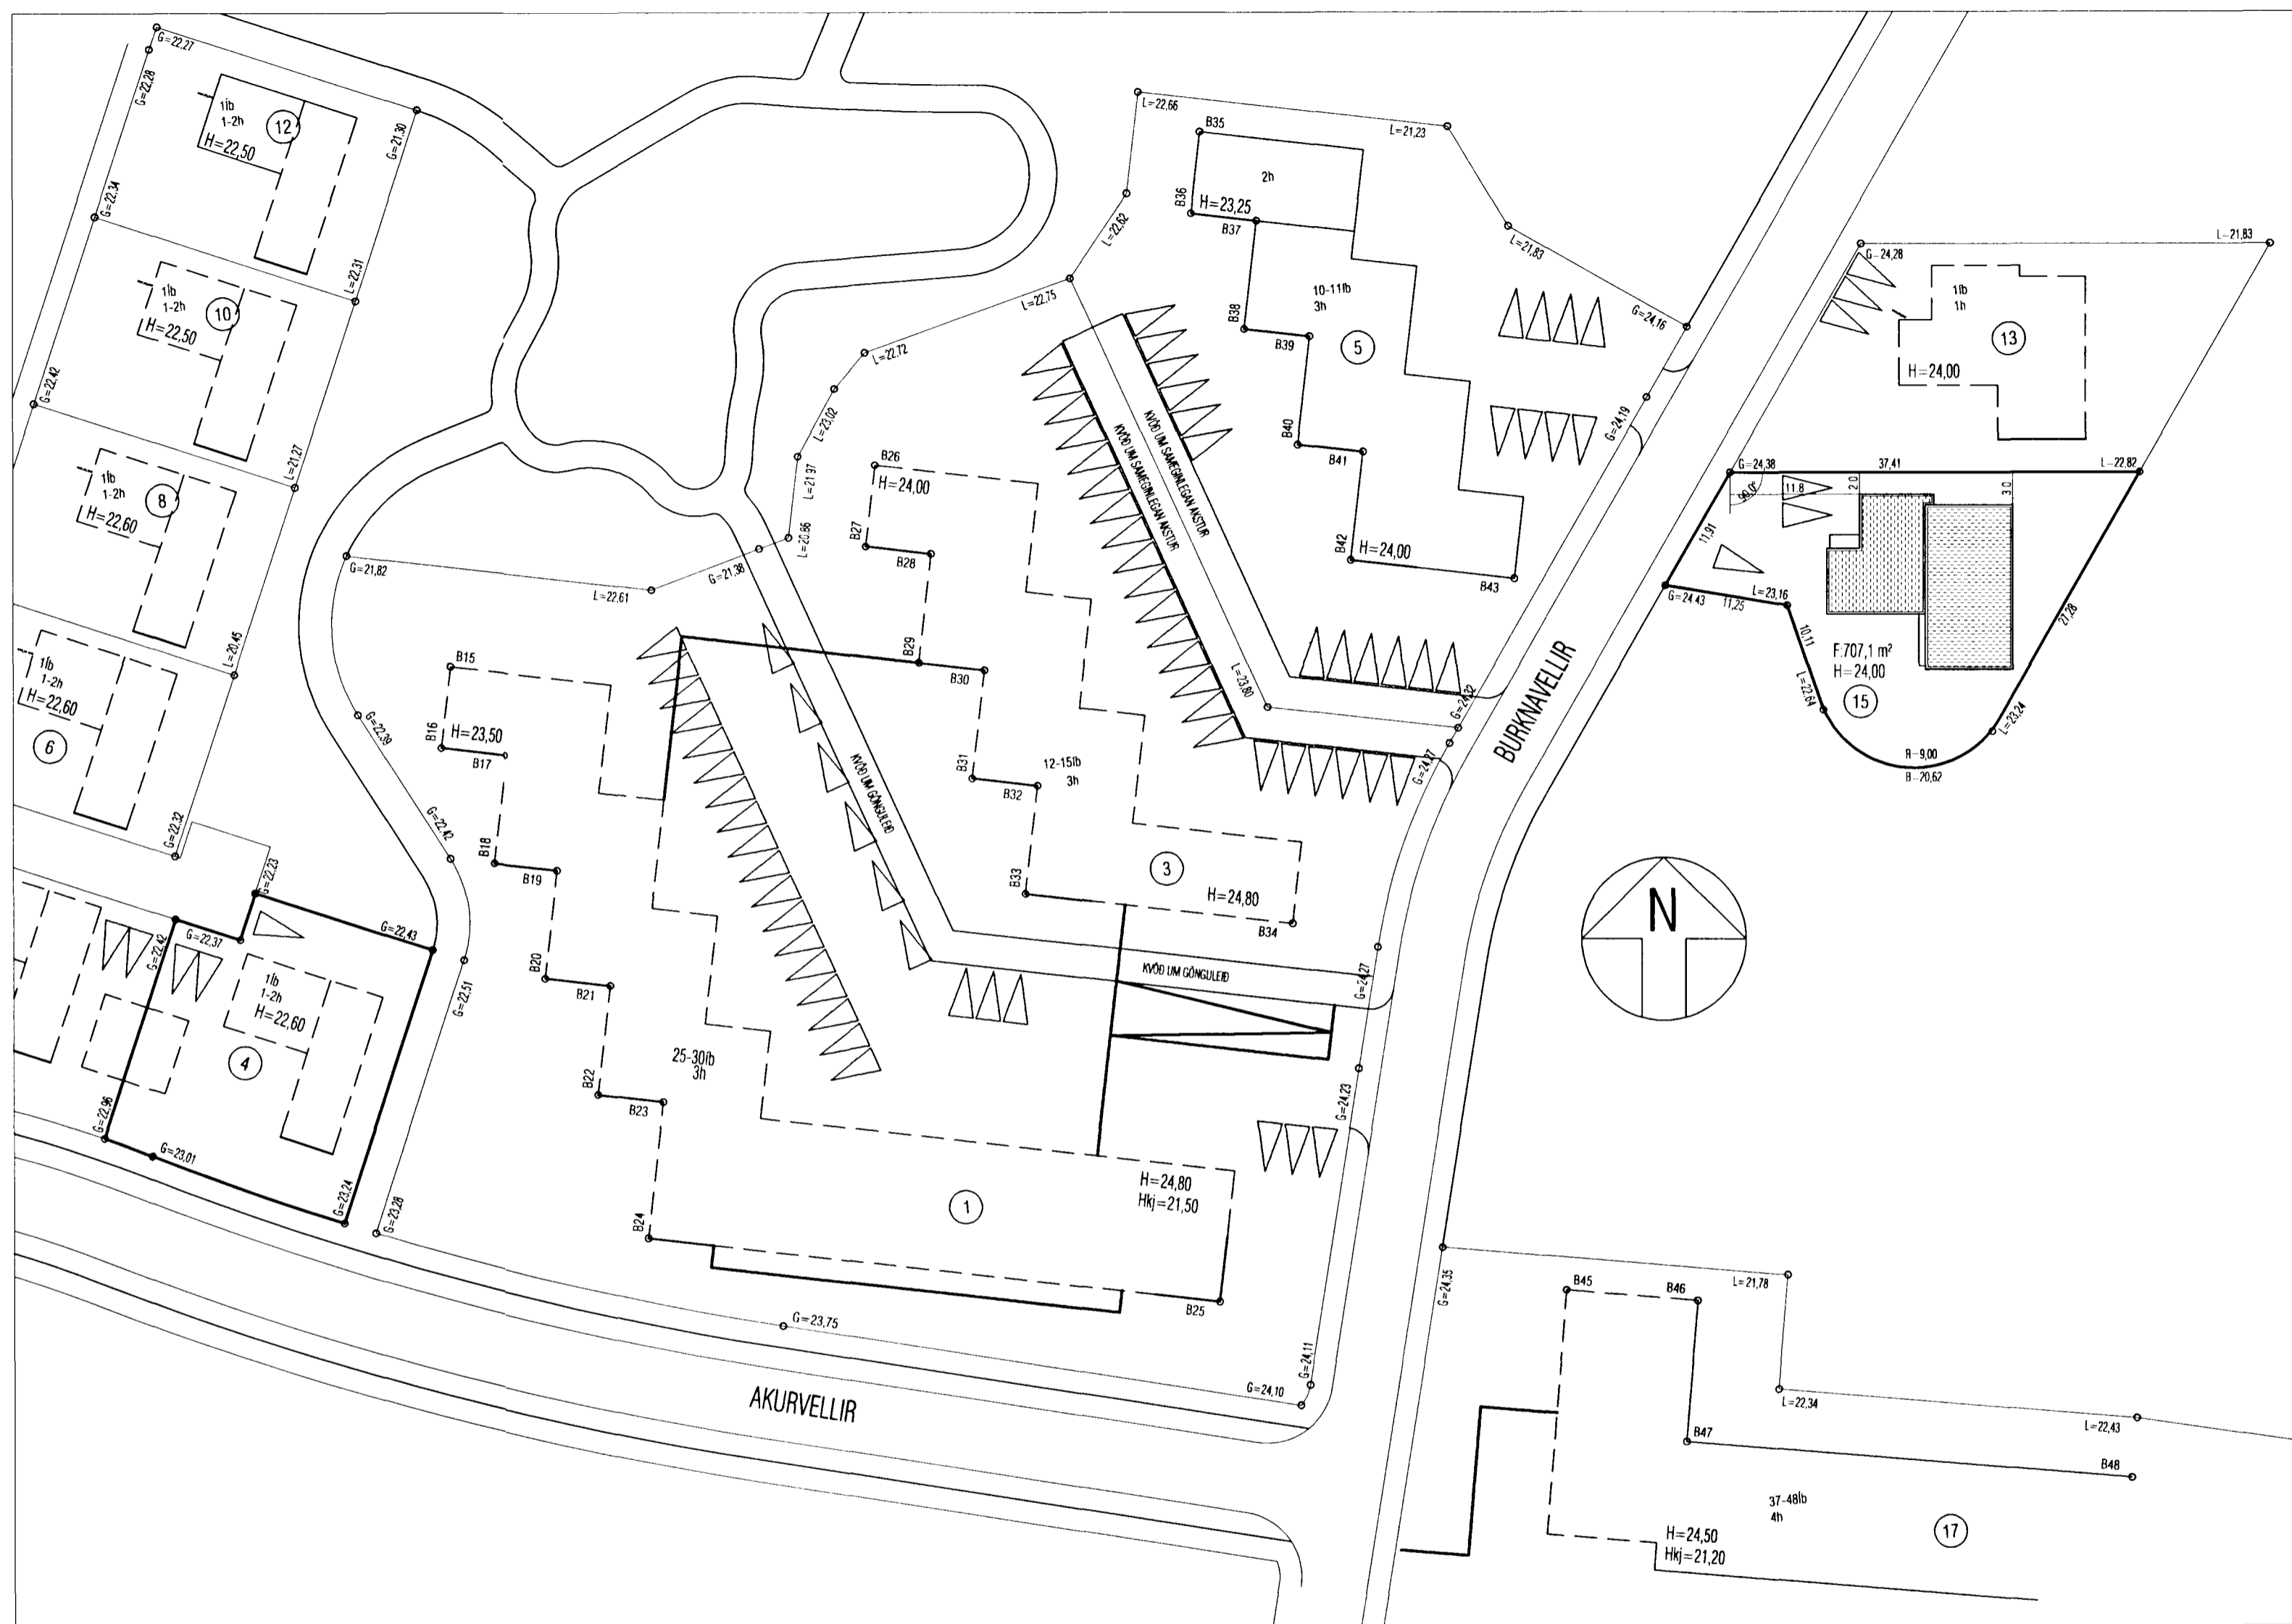 G=22,27
G=22,28
1íb
1-2h
12
H=22,50
G=21,30
G=22,34
L=22,31
1íb
1-2h
10
H=22,50
G=22,42
L=21,27
1íb
1-2h
8
H=22,60
L=20,45
1íb
1-2h
H=22,60
6
G=22,32
G=22,23
G=22,42
G=22,37
G=22,43
1íb
1-2h
H=22,60
4
G=22,96
G=23,01
G=23,24
G=21,82
L=22,61
G=21,38
L=20,86
L=21,97
L=23,02
L=22,72
L=22,75
L=22,62
L=22,66
L=21,23
L=21,83
G=24,16
G=24,19
B35
2h
B36
H=23,25
B37
10-11íb
3h
B38
B39
5
B40
B41
B42
H=24,00
B43
KVÖÐ UM SAMEGINLEGAN AKSTUR
KVÖÐ UM SAMEGINLEGAN AKSTUR
L=23,80
G=24,32
G=24,27
B26
H=24,00
B27
B28
B29
B30
B31
B32
12-15íb
3h
B33
3
H=24,80
B34
KVÖÐ UM GÖNGULEIÐ
KVÖÐ UM GÖNGULEIÐ
G=24,27
G=24,23
B15
B16
H=23,50
B17
B18
B19
B20
B21
B22
B23
25-30íb
3h
B24
1
H=24,80
Hkj=21,50
B25
G=22,39
G=22,42
G=22,51
G=23,28
G=23,75
G=24,10
G=24,11
AKURVELLIR
BURKNAVELLIR
G=24,28
L=21,83
1íb
1h
13
H=24,00
G=24,38
37,41
L=22,82
90,0°
11.8
2.0
3.0
11,91
G=24,43
11,25
L=23,16
10,11
L=22,64
F:707,1 m²
H=24,00
15
27,28
L=23,24
R=9,00
B=20,62
N
G=24,35
L=21,78
L=22,34
L=22,43
B45
B46
B47
B48
37-48íb
4h
17
H=24,50
Hkj=21,20